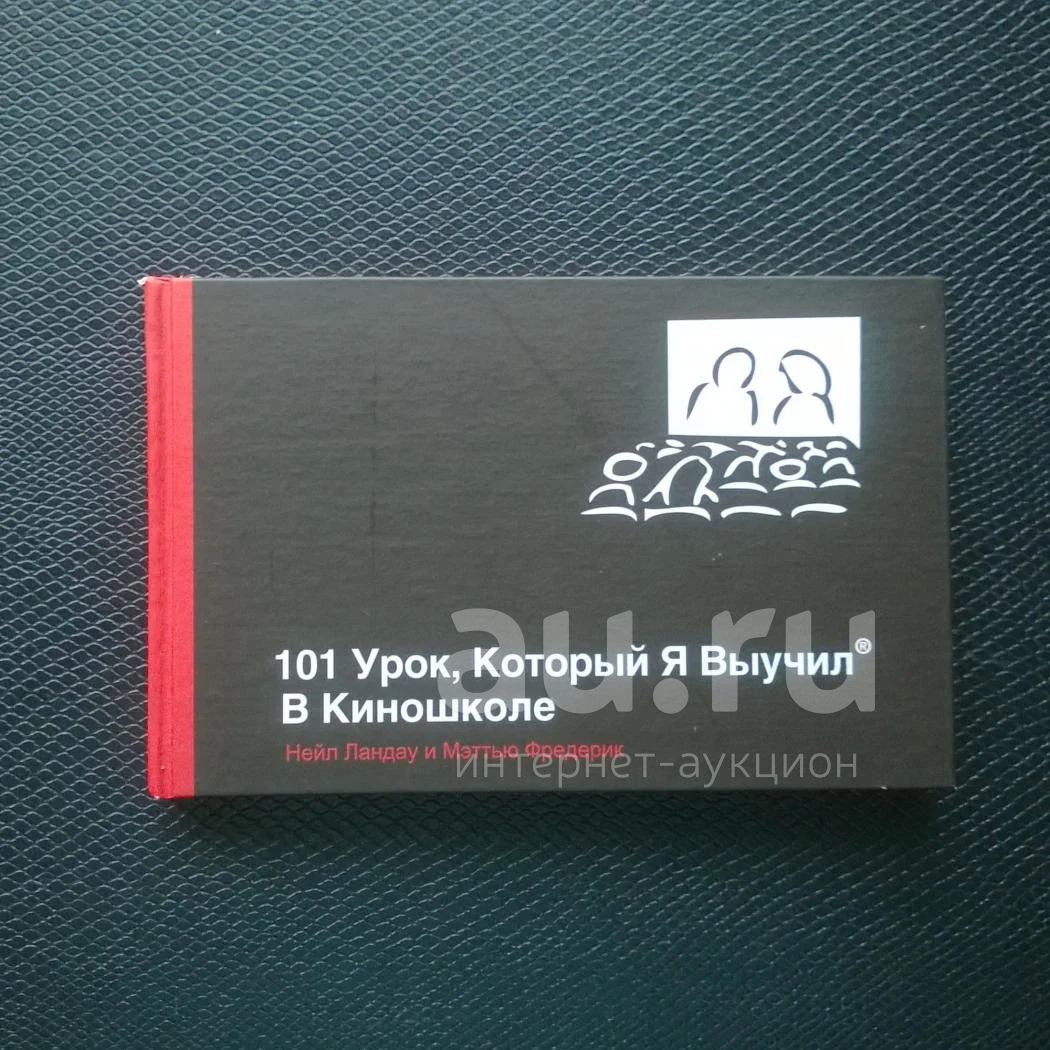 101 Урок, Который Я Выучил®
В Киношколе
Нейл Ландау и Мэттью Фредерик
au.ru
интернет-аукцион